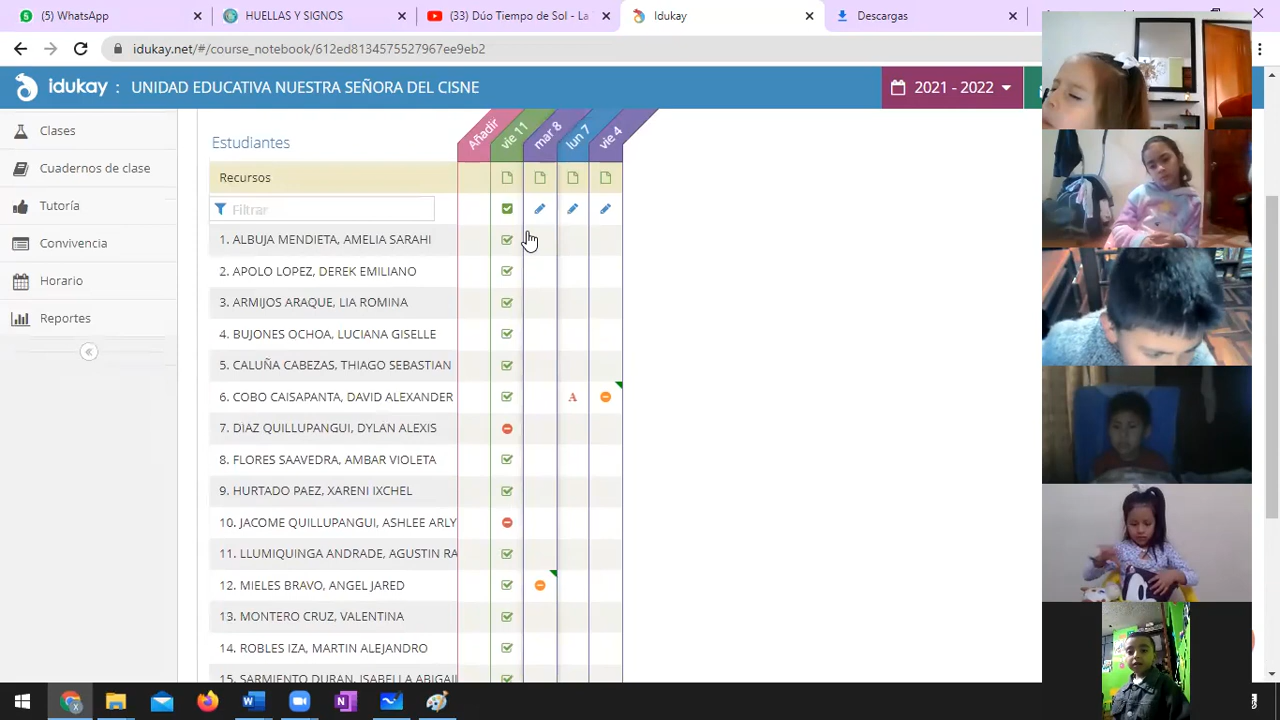 (5) WhatsApp
HUELLAS Y SIGNOS
(33) Dúo Tiempo de Sol - La
Idukay
Descargas
idukay.net/#/course_notebook/612ed8134575527967ee9eb2
idukay : UNIDAD EDUCATIVA NUESTRA SEÑORA DEL CISNE
2021 - 2022
Clases
Cuadernos de clase
Tutoría
Convivencia
Horario
Reportes
Estudiantes
Añadir
vie 11
mar 8
lun 7
vie 4
Recursos
Filtrar
1. ALBUJA MENDIETA, AMELIA SARAHI
2. APOLO LOPEZ, DEREK EMILIANO
3. ARMIJOS ARAQUE, LIA ROMINA
4. BUJONES OCHOA, LUCIANA GISELLE
5. CALUÑA CABEZAS, THIAGO SEBASTIAN
6. COBO CAISAPANTA, DAVID ALEXANDER A
7. DIAZ QUILLUPANGUI, DYLAN ALEXIS
8. FLORES SAAVEDRA, AMBAR VIOLETA
9. HURTADO PAEZ, XARENI IXCHEL
10. JACOME QUILLUPANGUI, ASHLEE ARLY
11. LLUMIQUINGA ANDRADE, AGUSTIN RA
12. MIELES BRAVO, ANGEL JARED
13. MONTERO CRUZ, VALENTINA
14. ROBLES IZA, MARTIN ALEJANDRO
15. SARMIENTO DURAN, ISABELA ABIGAIL